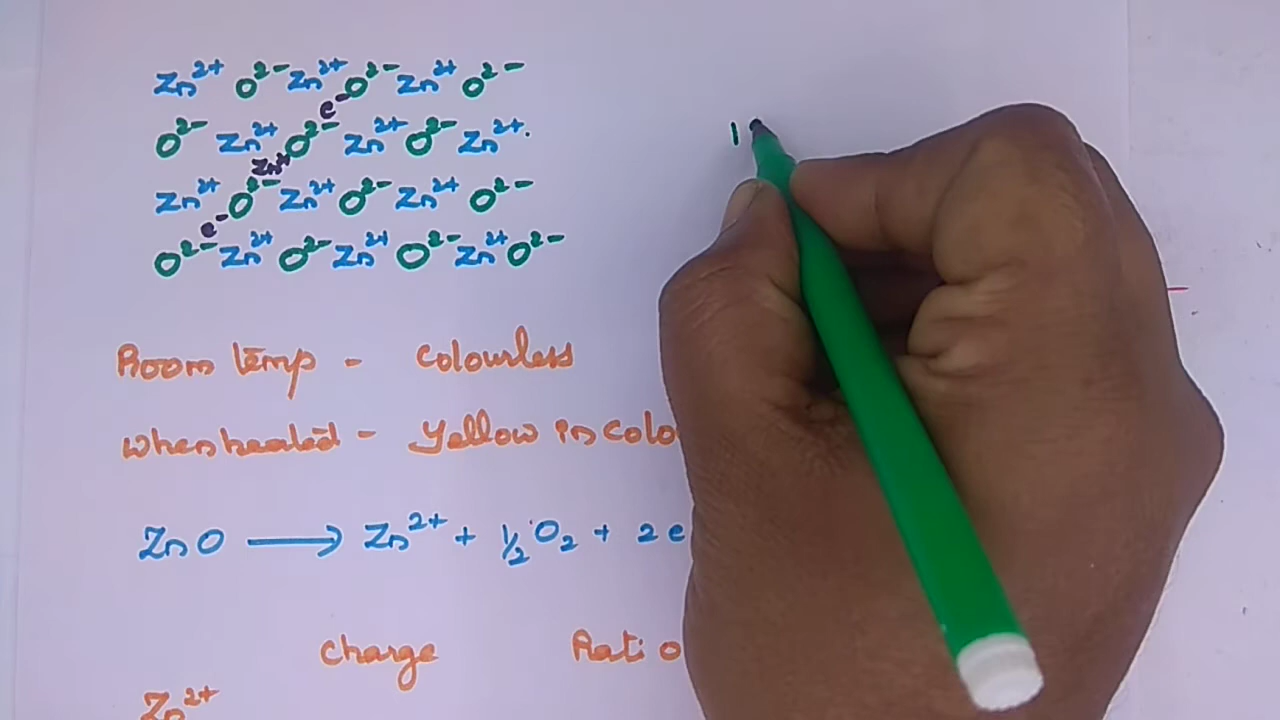 Zn²⁺ O²⁻ Zn²⁺ O²⁻ Zn²⁺ O²⁻
e⁻
O²⁻ Zn²⁺ O²⁻ Zn²⁺ O²⁻ Zn²⁺.
Zn²⁺ O²⁻ Zn²⁺ O²⁻ Zn²⁺ O²⁻
e⁻
O²⁻ Zn²⁺ O²⁻ Zn²⁺ O²⁻ Zn²⁺ O²⁻
Room temp - Colourless
When heated - Yellow in colo
ZnO ⟶ Zn²⁺ + ½O₂ + 2e
Charge Ratio
Zn²⁺